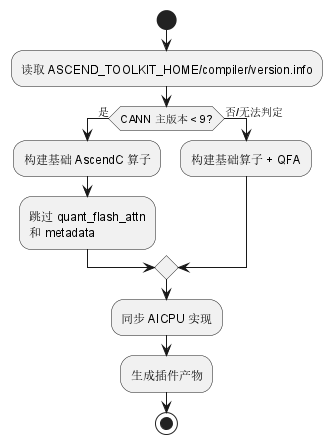 读取 ASCEND_TOOLKIT_HOME/compiler/version.info
是
CANN 主版本 < 9?
否/无法判定
构建基础 AscendC 算子
构建基础算子 + QFA
跳过 quant_flash_attn
和 metadata
同步 AICPU 实现
生成插件产物